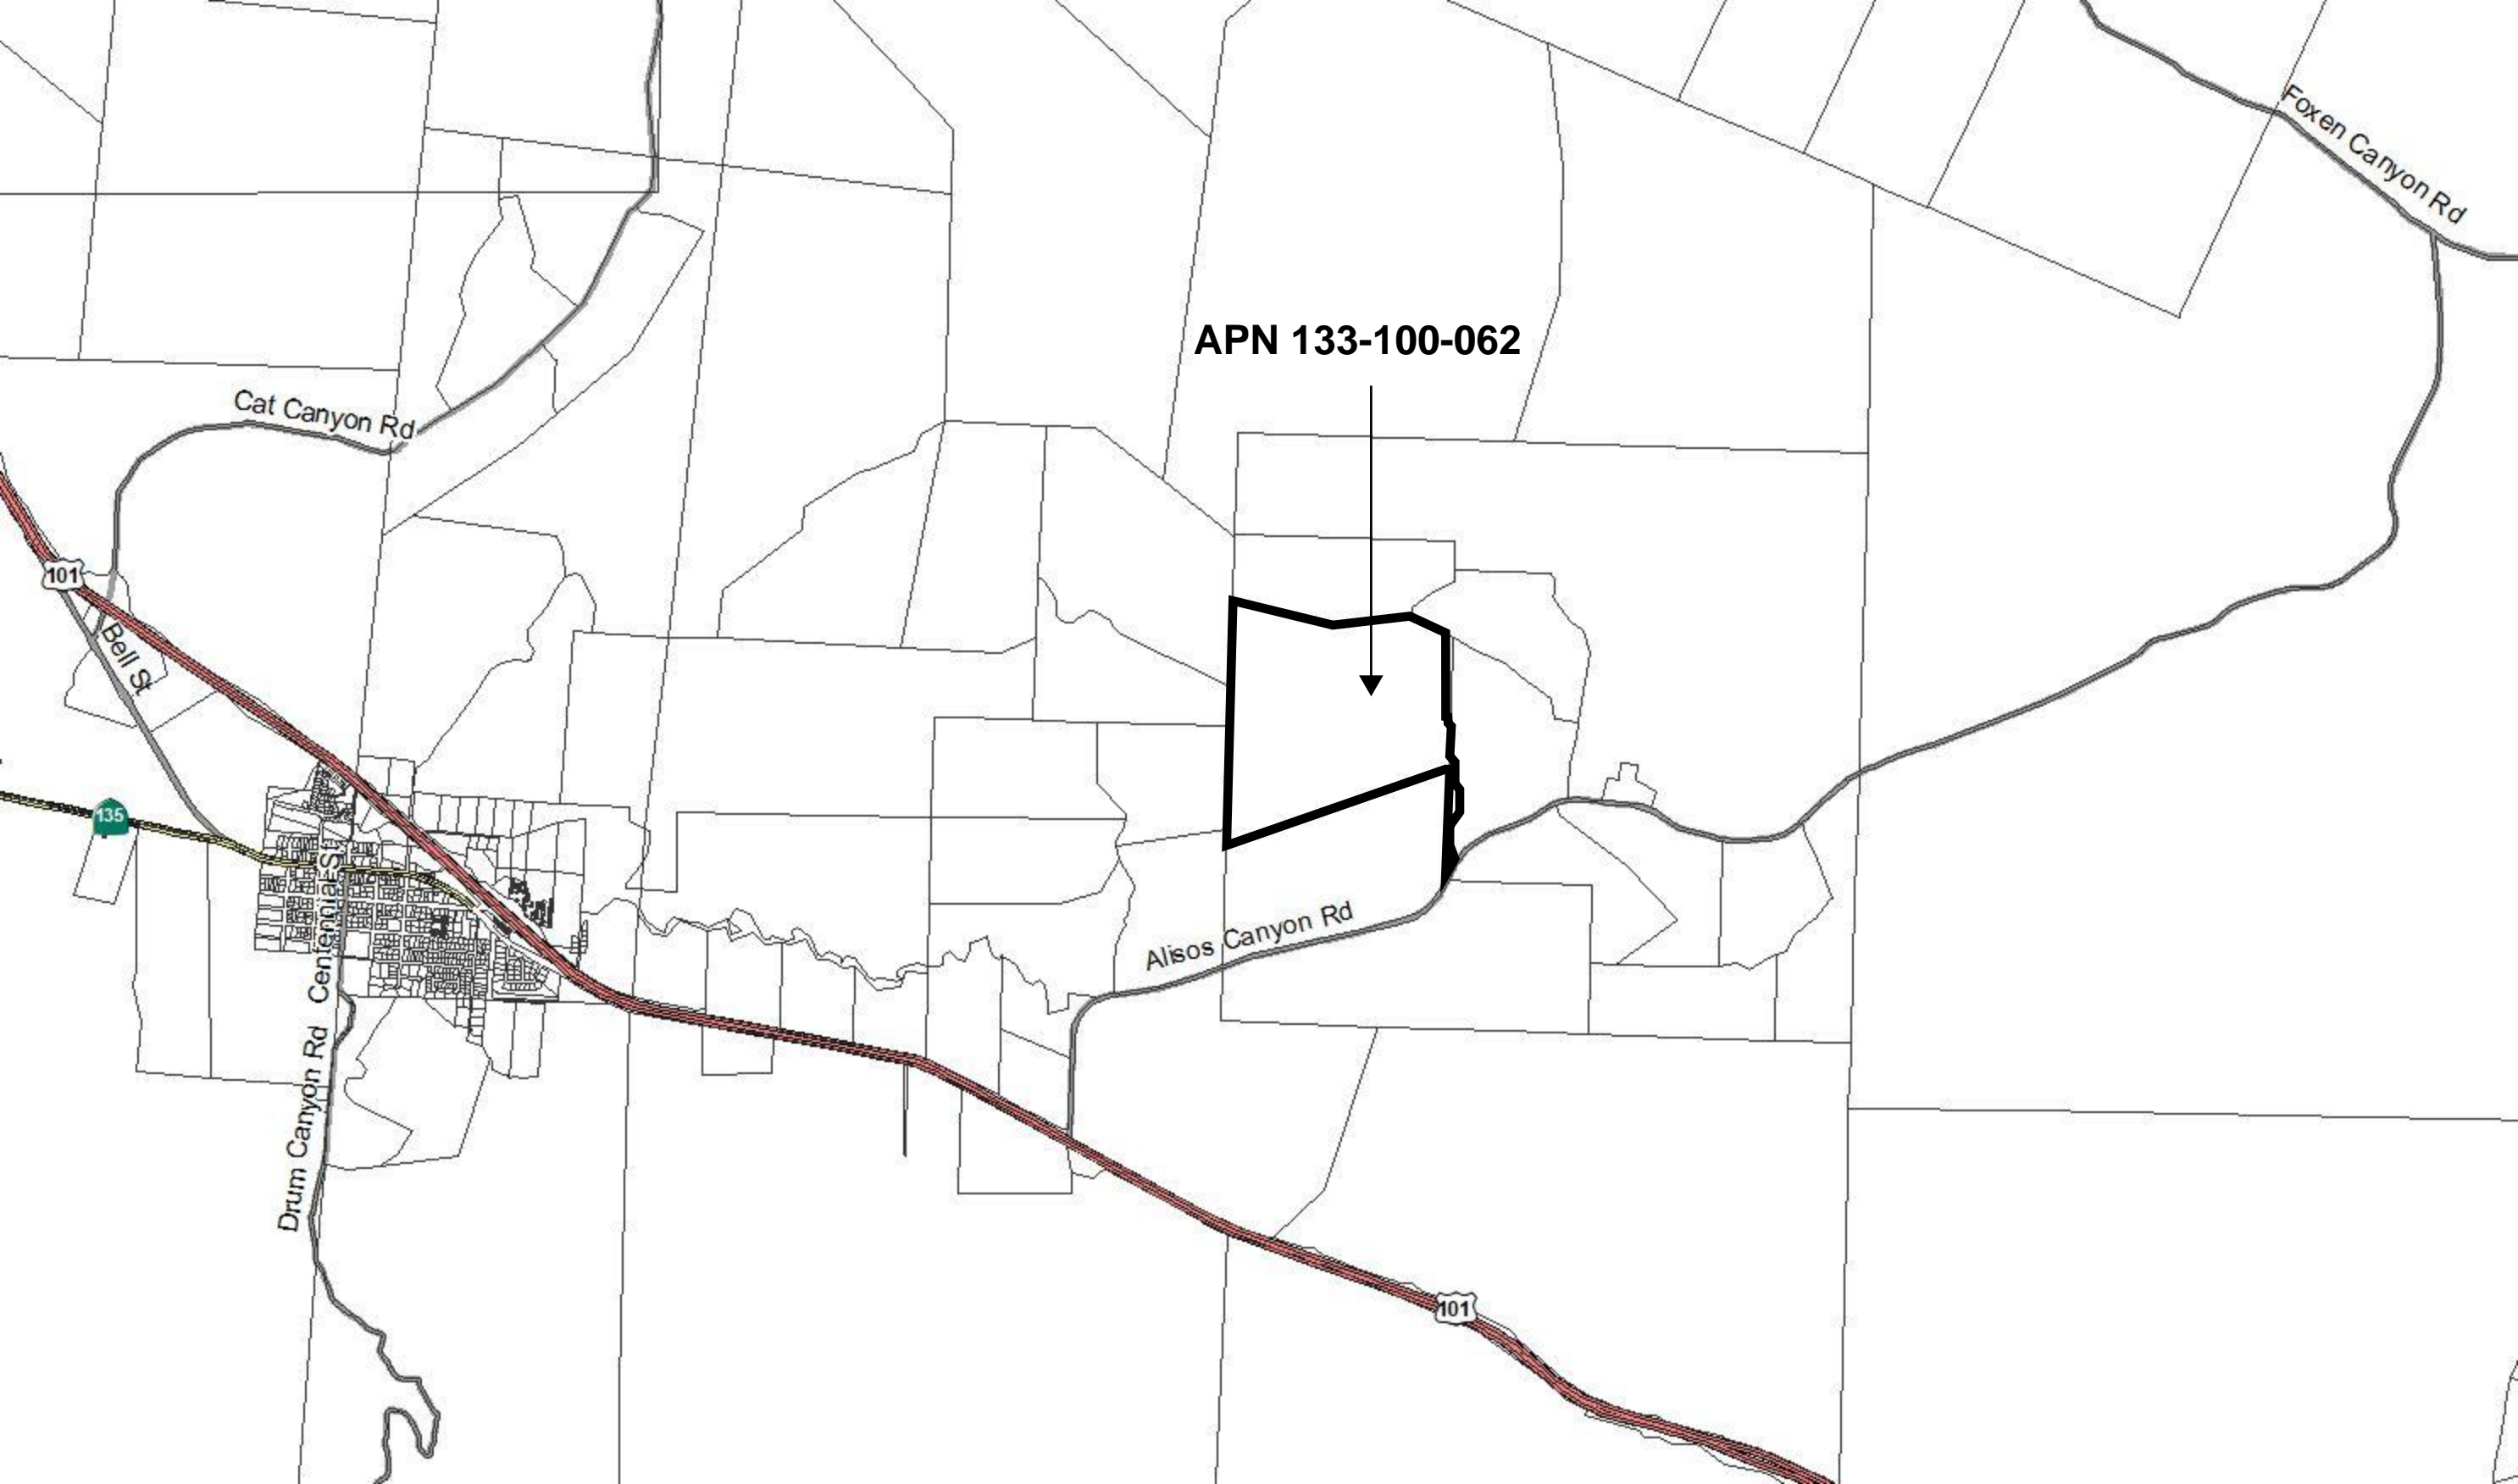 Foxen Canyon Rd
APN 133-100-062
Cat Canyon Rd
101
Bell St
135
Centennial St
Alisos Canyon Rd
Drum Canyon Rd
101